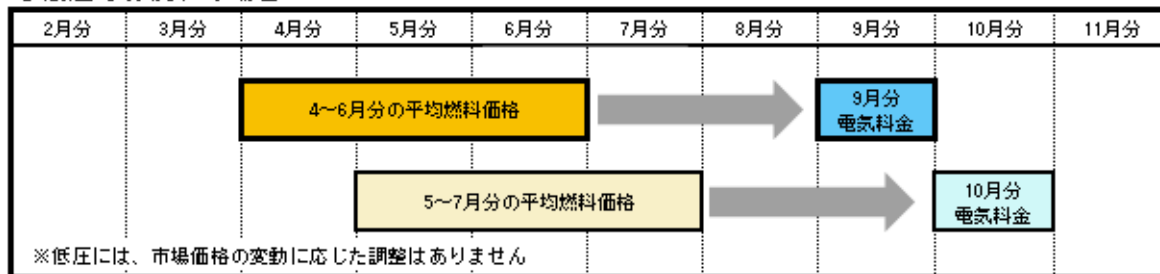 2月分 3月分 4月分 5月分 6月分 7月分 8月分 9月分 10月分 11月分
4～6月分の平均燃料価格
9月分
電気料金
5～7月分の平均燃料価格
10月分
電気料金
※低圧には、市場価格の変動に応じた調整はありません